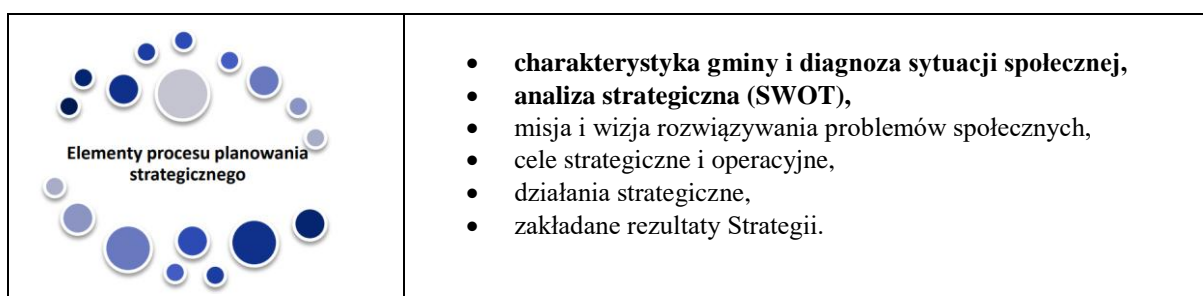 Elementy procesu planowania
strategicznego
• charakterystyka gminy i diagnoza sytuacji społecznej,
• analiza strategiczna (SWOT),
• misja i wizja rozwiązywania problemów społecznych,
• cele strategiczne i operacyjne,
• działania strategiczne,
• zakładane rezultaty Strategii.